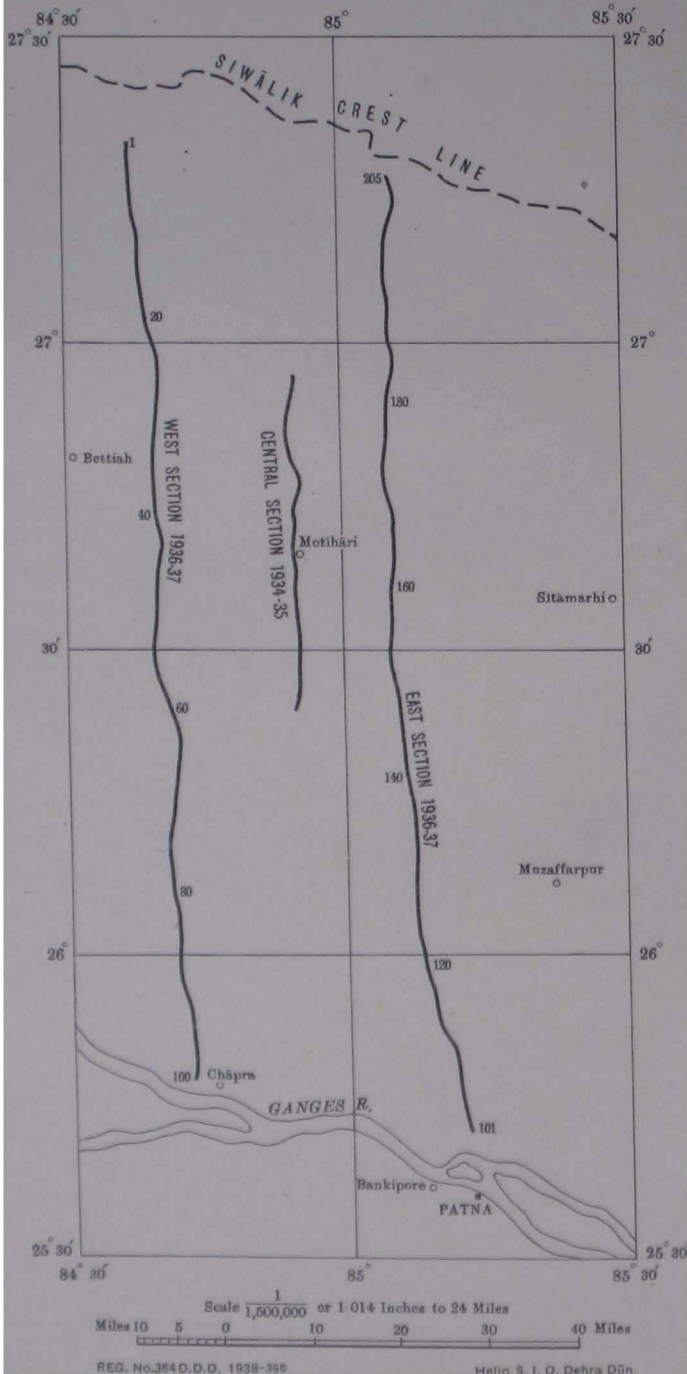 84° 30′ 85° 85° 30′
27° 30′ 27° 30′
SIWĀLIK CREST LINE
1
205
20
27°
180
WEST SECTION 1936-37
CENTRAL SECTION 1934-35
Bettiah
40
Motīhāri
160
Sītāmarhi
30′ 30′
60
EAST SECTION 1936-37
140
Muzaffarpur
80
26° 26°
120
100 Chāpra
GANGES R.
101
Bankipore
PATNA
25° 30′ 25° 30′
84° 30′ 85° 85° 30′
Scale 1/1,500,000 or 1·014 Inches to 24 Miles
Miles 10 5 0 10 20 30 40 Miles
REG. No.364 D.D.D. 1938-390 Helio S. I. O. Dehra Dūn